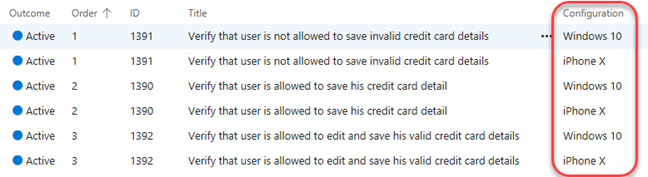 Outcome Order ↑ ID Title Configuration
Active 1 1391 Verify that user is not allowed to save invalid credit card details ••• Windows 10
Active 1 1391 Verify that user is not allowed to save invalid credit card details iPhone X
Active 2 1390 Verify that user is allowed to save his credit card detail Windows 10
Active 2 1390 Verify that user is allowed to save his credit card detail iPhone X
Active 3 1392 Verify that user is allowed to edit and save his valid credit card details Windows 10
Active 3 1392 Verify that user is allowed to edit and save his valid credit card details iPhone X